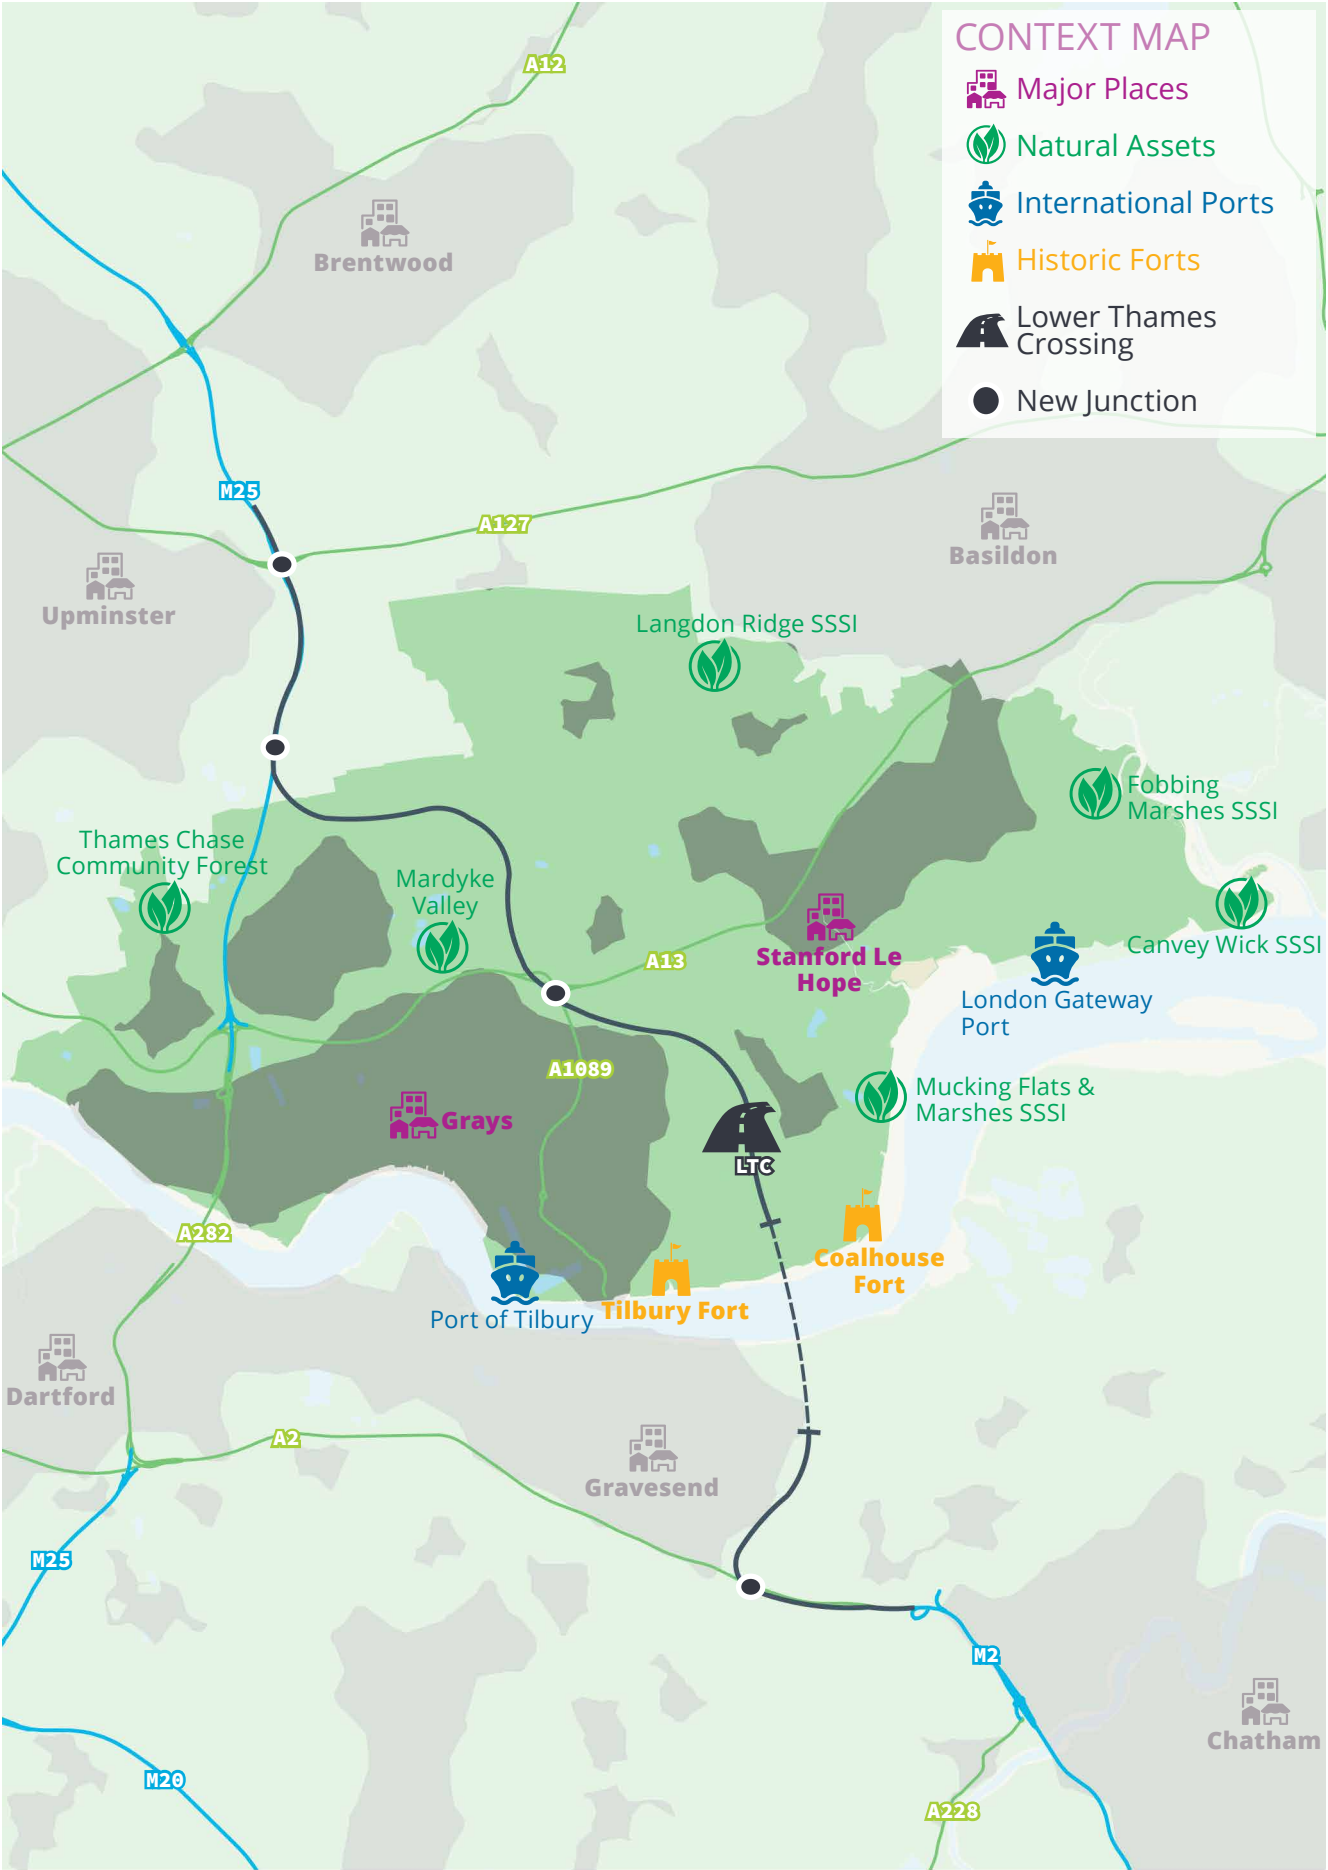 CONTEXT MAP
Major Places
Natural Assets
International Ports
Historic Forts
Lower Thames
Crossing
New Junction
A12
Brentwood
M25
A127
Basildon
Upminster
Langdon Ridge SSSI
Fobbing
Marshes SSSI
Thames Chase
Community Forest
Mardyke
Valley
Canvey Wick SSSI
A13
Stanford Le
Hope
London Gateway
Port
A1089
Grays
Mucking Flats &
Marshes SSSI
LTC
A282
Coalhouse
Fort
Port of Tilbury
Tilbury Fort
Dartford
A2
Gravesend
M25
M2
Chatham
M20
A228